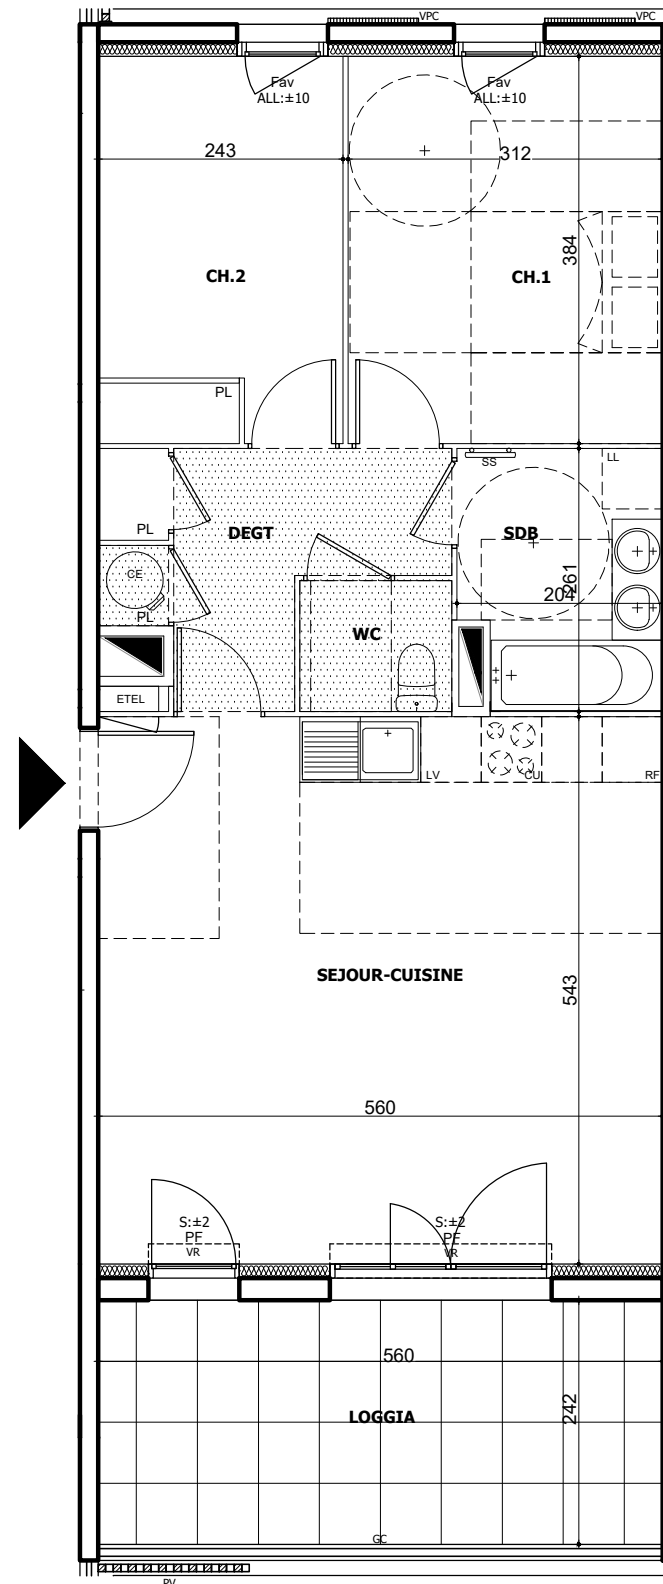 VPC
VPC
Fav
ALL:±10
Fav
ALL:±10
243
312
384
CH.2
CH.1
PL
SS
LL
PL
DEGT
SDB
CE
261
204
PL
WC
ETEL
LV
CU
RF
SEJOUR-CUISINE
543
560
S:±2
PF
VR
S:±2
PF
VR
560
242
LOGGIA
GC
PV